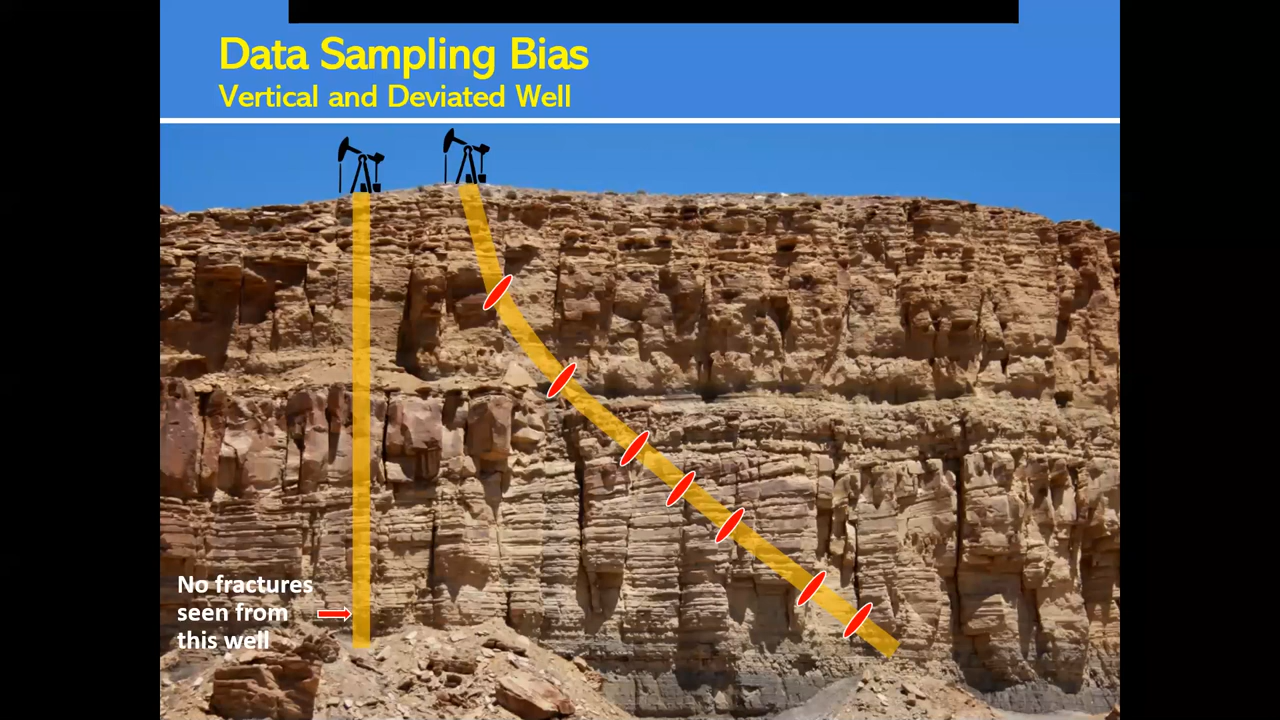 Data Sampling Bias
Vertical and Deviated Well
No fractures
seen from
this well